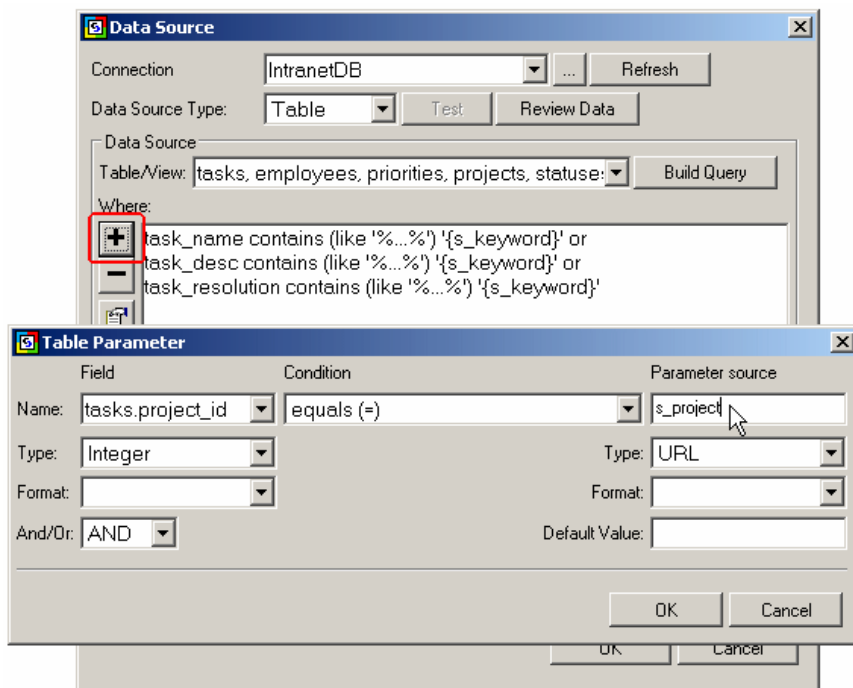 Data Source
Connection IntranetDB ... Refresh
Data Source Type: Table Test Review Data
Data Source
Table/View: tasks, employees, priorities, projects, statuses Build Query
Where:
task_name contains (like '%...%') '{s_keyword}' or
task_desc contains (like '%...%') '{s_keyword}' or
task_resolution contains (like '%...%') '{s_keyword}'
Table Parameter
Field Condition Parameter source
Name: tasks.project_id equals (=) s_project
Type: Integer Type: URL
Format: Format:
And/Or: AND Default Value:
OK Cancel
OK Cancel